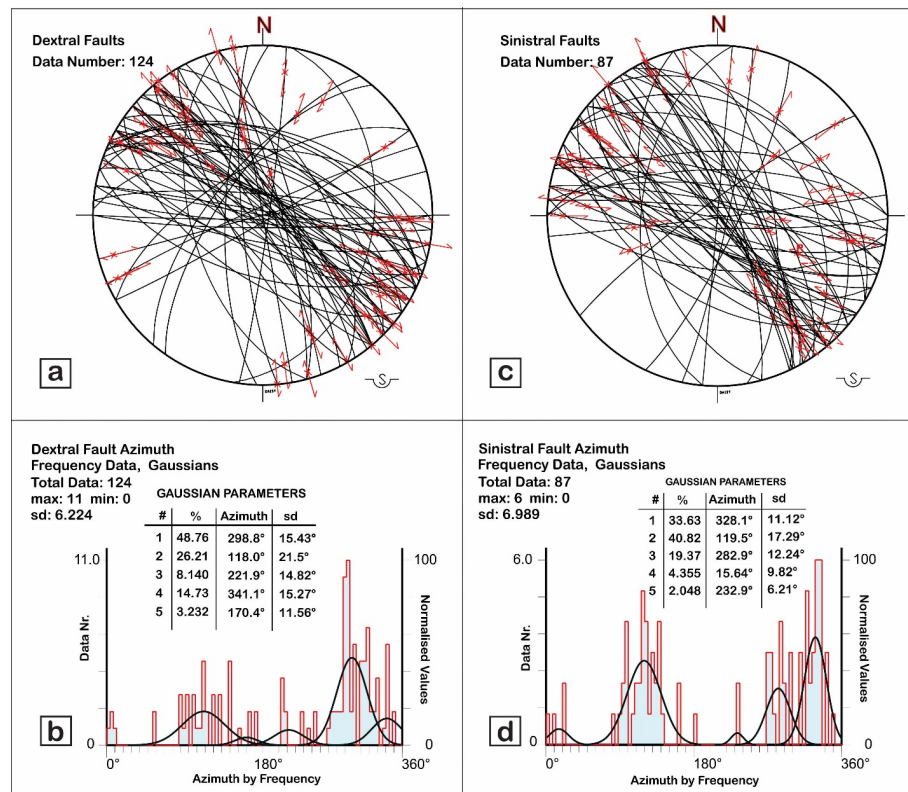 N
Dextral Faults
Data Number: 124
a
S
N
Sinistral Faults
Data Number: 87
c
S
Dextral Fault Azimuth
Frequency Data, Gaussians
Total Data: 124
max: 11 min: 0
sd: 6.224
GAUSSIAN PARAMETERS
# % Azimuth sd
1 48.76 298.8° 15.43°
2 26.21 118.0° 21.5°
3 8.140 221.9° 14.82°
4 14.73 341.1° 15.27°
5 3.232 170.4° 11.56°
11.0
100
Data Nr.
Normalised Values
b
0
0
0° 180° 360°
Azimuth by Frequency
Sinistral Fault Azimuth
Frequency Data, Gaussians
Total Data: 87
max: 6 min: 0
sd: 6.989
GAUSSIAN PARAMETERS
# % Azimuth sd
1 33.63 328.1° 11.12°
2 40.82 119.5° 17.29°
3 19.37 282.9° 12.24°
4 4.355 15.64° 9.82°
5 2.048 232.9° 6.21°
6.0
100
Data Nr.
Normalised Values
d
0
0
0° 180° 360°
Azimuth by Frequency